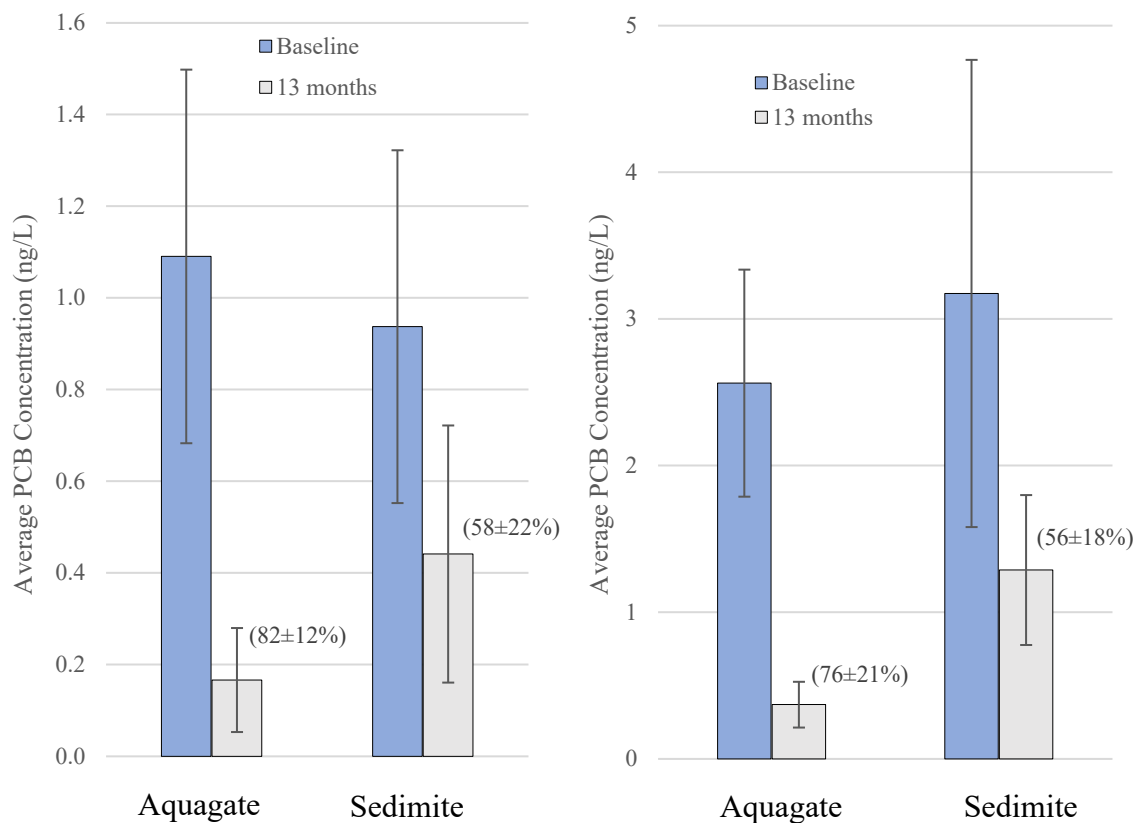 1.6
1.4
1.2
1.0
0.8
0.6
0.4
0.2
0.0
Average PCB Concentration (ng/L)
Baseline
13 months
(82±12%)
(58±22%)
Aquagate
Sedimite
5
4
3
2
1
0
Average PCB Concentration (ng/L)
Baseline
13 months
(76±21%)
(56±18%)
Aquagate
Sedimite